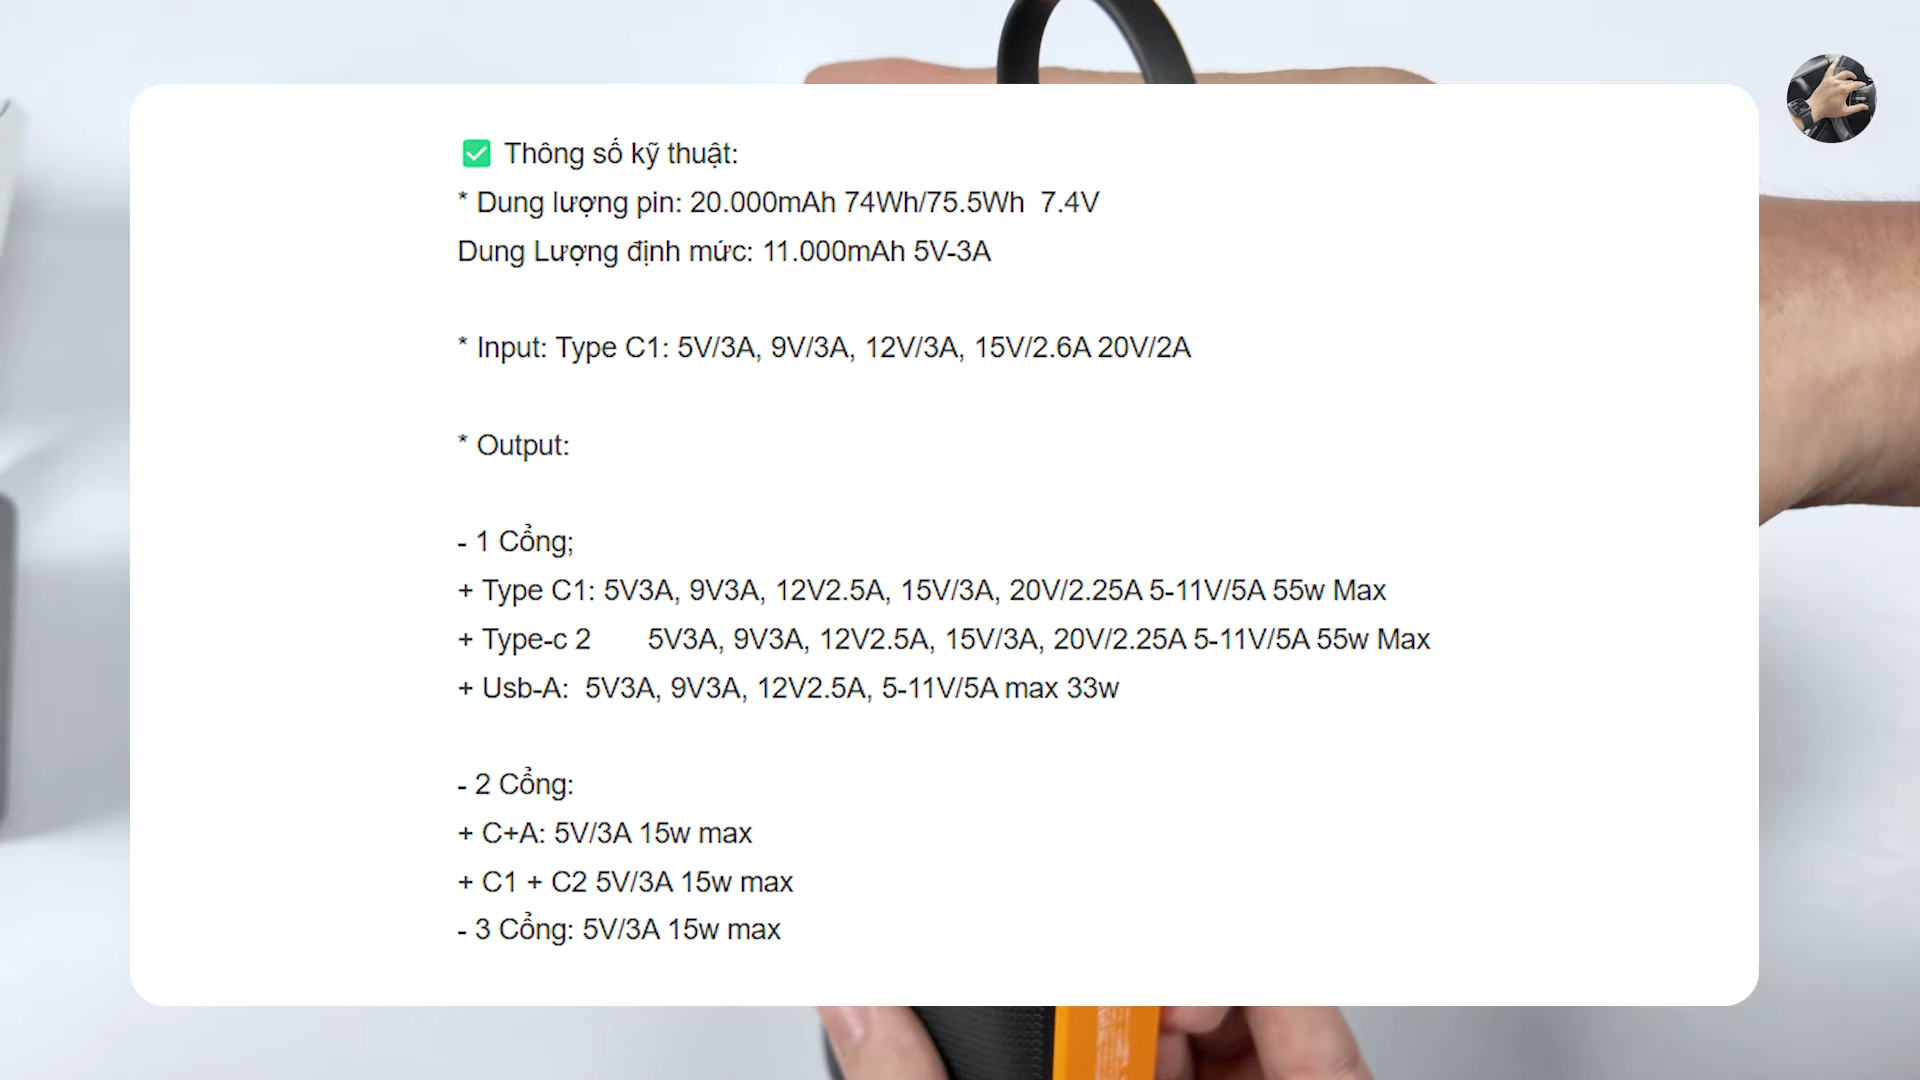 ✅ Thông số kỹ thuật:
* Dung lượng pin: 20.000mAh 74Wh/75.5Wh  7.4V
Dung Lượng định mức: 11.000mAh 5V-3A
* Input: Type C1: 5V/3A, 9V/3A, 12V/3A, 15V/2.6A 20V/2A
* Output:
- 1 Cổng;
+ Type C1: 5V3A, 9V3A, 12V2.5A, 15V/3A, 20V/2.25A 5-11V/5A 55w Max
+ Type-c 2 5V3A, 9V3A, 12V2.5A, 15V/3A, 20V/2.25A 5-11V/5A 55w Max
+ Usb-A:  5V3A, 9V3A, 12V2.5A, 5-11V/5A max 33w
- 2 Cổng:
+ C+A: 5V/3A 15w max
+ C1 + C2 5V/3A 15w max
- 3 Cổng: 5V/3A 15w max